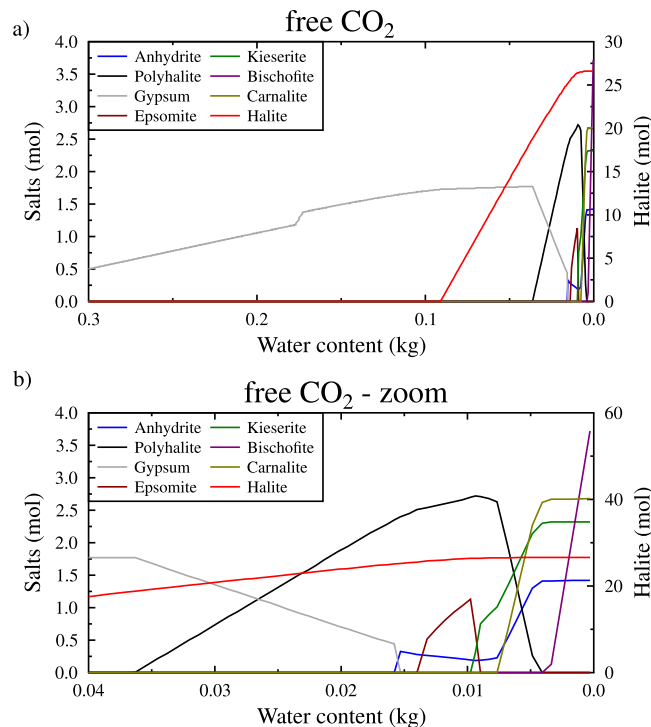 a)
free CO₂
4.0
3.5
3.0
2.5
2.0
1.5
1.0
0.5
0.0
Salts (mol)
Anhydrite
Polyhalite
Gypsum
Epsomite
Kieserite
Bischofite
Carnalite
Halite
30
25
20
15
10
5
0
Halite (mol)
0.3
0.2
0.1
0.0
Water content (kg)
b)
free CO₂ - zoom
4.0
3.5
3.0
2.5
2.0
1.5
1.0
0.5
0.0
Salts (mol)
Anhydrite
Polyhalite
Gypsum
Epsomite
Kieserite
Bischofite
Carnalite
Halite
60
40
20
0
Halite (mol)
0.04
0.03
0.02
0.01
0.0
Water content (kg)